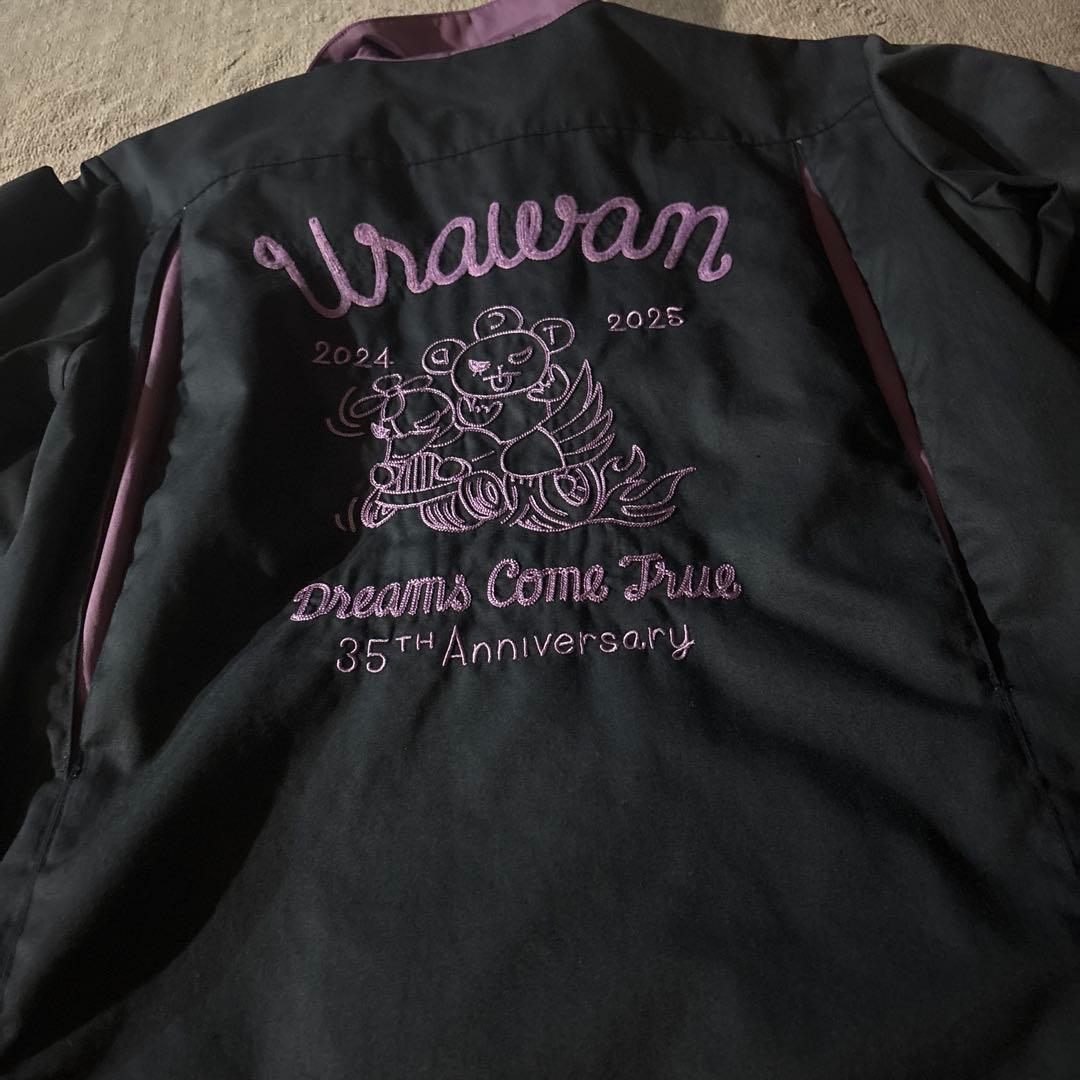 Urawan
2024
2025
Dreams Come True
35TH Anniversary